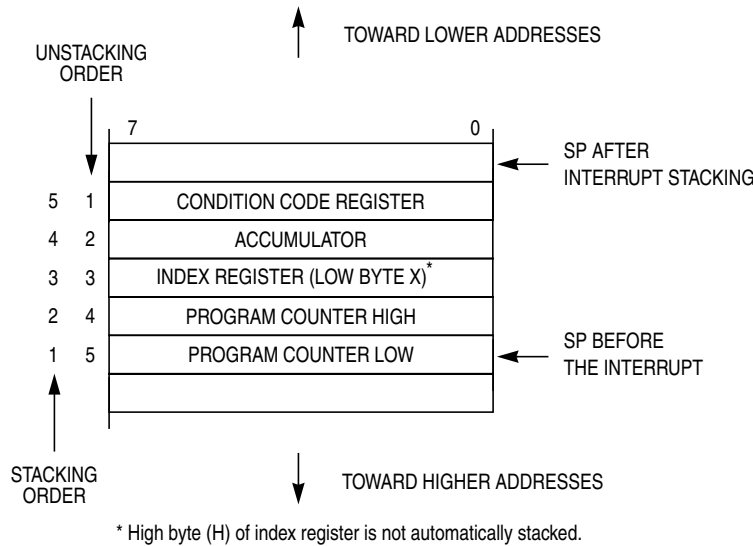 TOWARD LOWER ADDRESSES
UNSTACKING
ORDER
7 0
SP AFTER
INTERRUPT STACKING
5 1 CONDITION CODE REGISTER
4 2 ACCUMULATOR
3 3 INDEX REGISTER (LOW BYTE X)*
2 4 PROGRAM COUNTER HIGH
1 5 PROGRAM COUNTER LOW
SP BEFORE
THE INTERRUPT
STACKING
ORDER
TOWARD HIGHER ADDRESSES
* High byte (H) of index register is not automatically stacked.